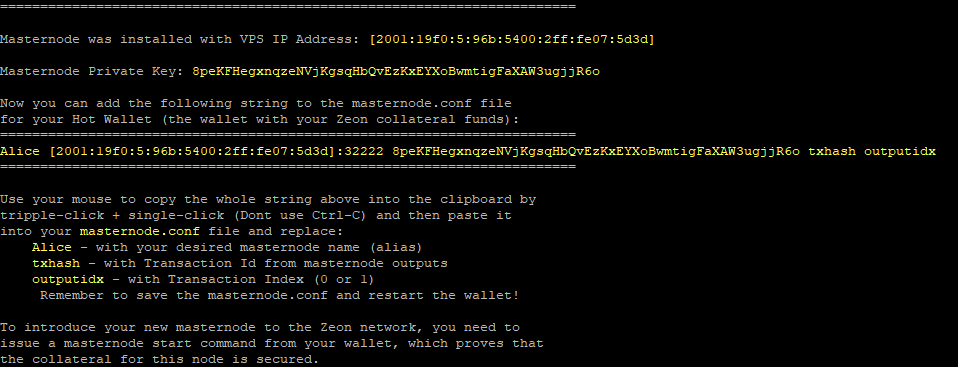 ========================================================================
Masternode was installed with VPS IP Address: [2001:19f0:5:96b:5400:2ff:fe07:5d3d]
Masternode Private Key: 8peKFHegxnqzeNVjKgsqHbQvEzKxEYXoBwmtigFaXAW3ugjjR6o
Now you can add the following string to the masternode.conf file
for your Hot Wallet (the wallet with your Zeon collateral funds):
========================================================================
Alice [2001:19f0:5:96b:5400:2ff:fe07:5d3d]:32222 8peKFHegxnqzeNVjKgsqHbQvEzKxEYXoBwmtigFaXAW3ugjjR6o txhash outputidx
========================================================================
Use your mouse to copy the whole string above into the clipboard by
tripple-click + single-click (Dont use Ctrl-C) and then paste it
into your masternode.conf file and replace:
    Alice - with your desired masternode name (alias)
    txhash - with Transaction Id from masternode outputs
    outputidx - with Transaction Index (0 or 1)
     Remember to save the masternode.conf and restart the wallet!
To introduce your new masternode to the Zeon network, you need to
issue a masternode start command from your wallet, which proves that
the collateral for this node is secured.